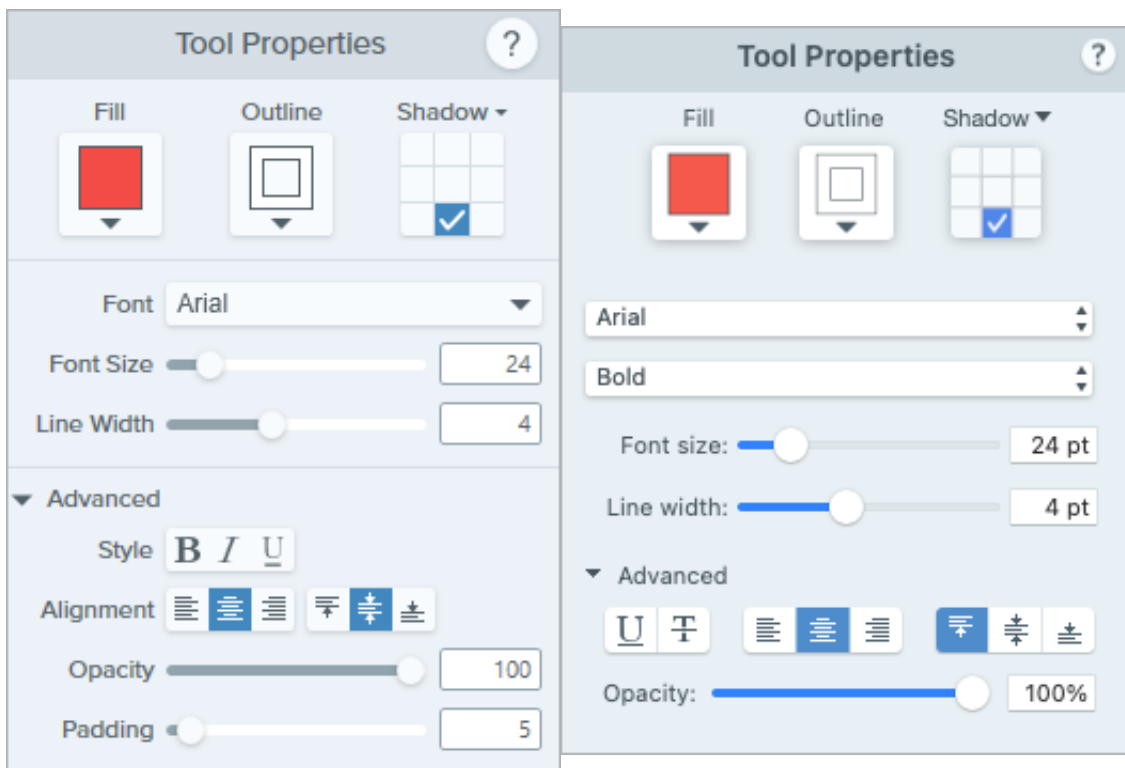 Tool Properties ?
Fill Outline Shadow
Font Arial
Font Size 24
Line Width 4
Advanced
Style B I U
Alignment
Opacity 100
Padding 5
Tool Properties ?
Fill Outline Shadow
Arial
Bold
Font size: 24 pt
Line width: 4 pt
Advanced
U T
Opacity: 100%